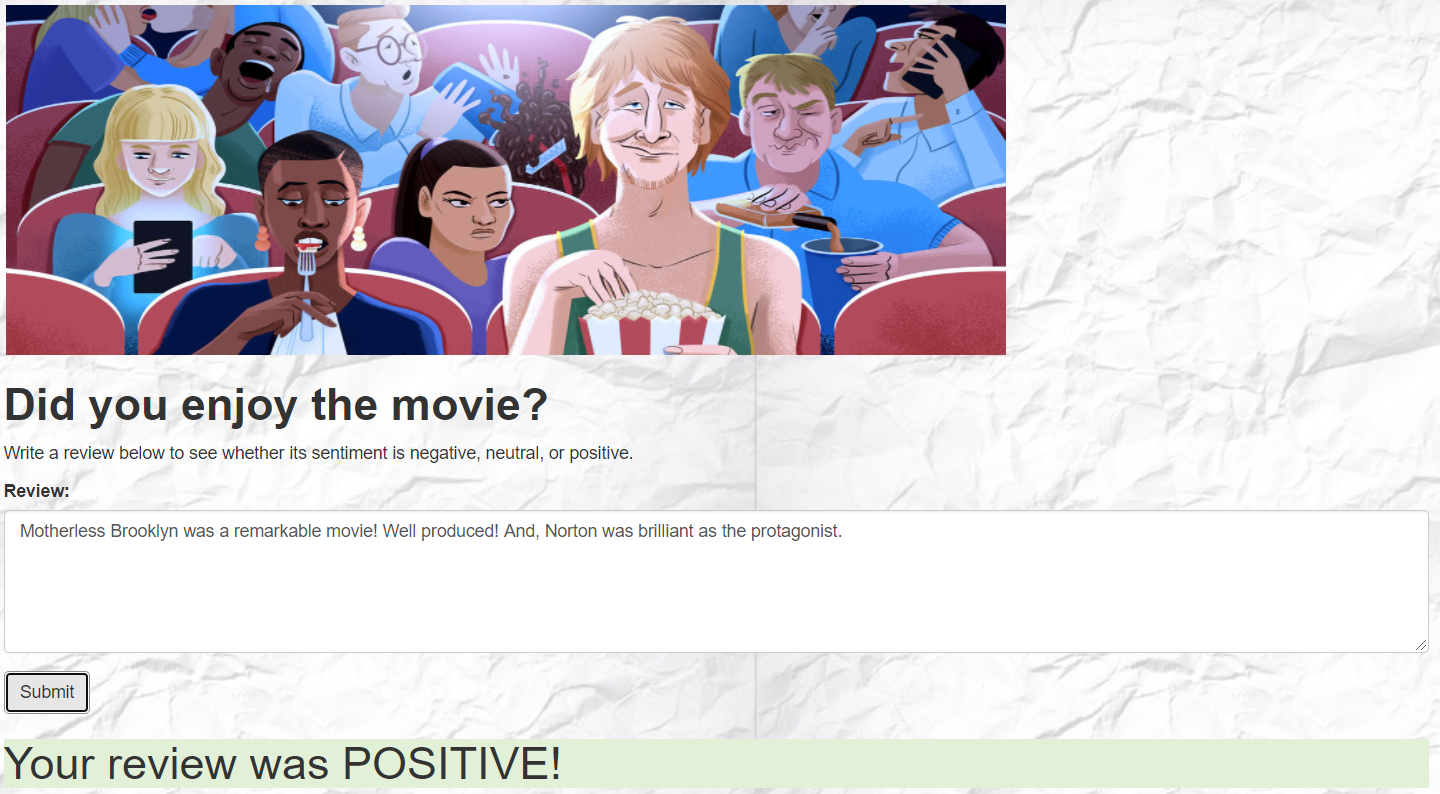 Did you enjoy the movie?
Write a review below to see whether its sentiment is negative, neutral, or positive.
Review:
Motherless Brooklyn was a remarkable movie! Well produced! And, Norton was brilliant as the protagonist.
Submit
Your review was POSITIVE!